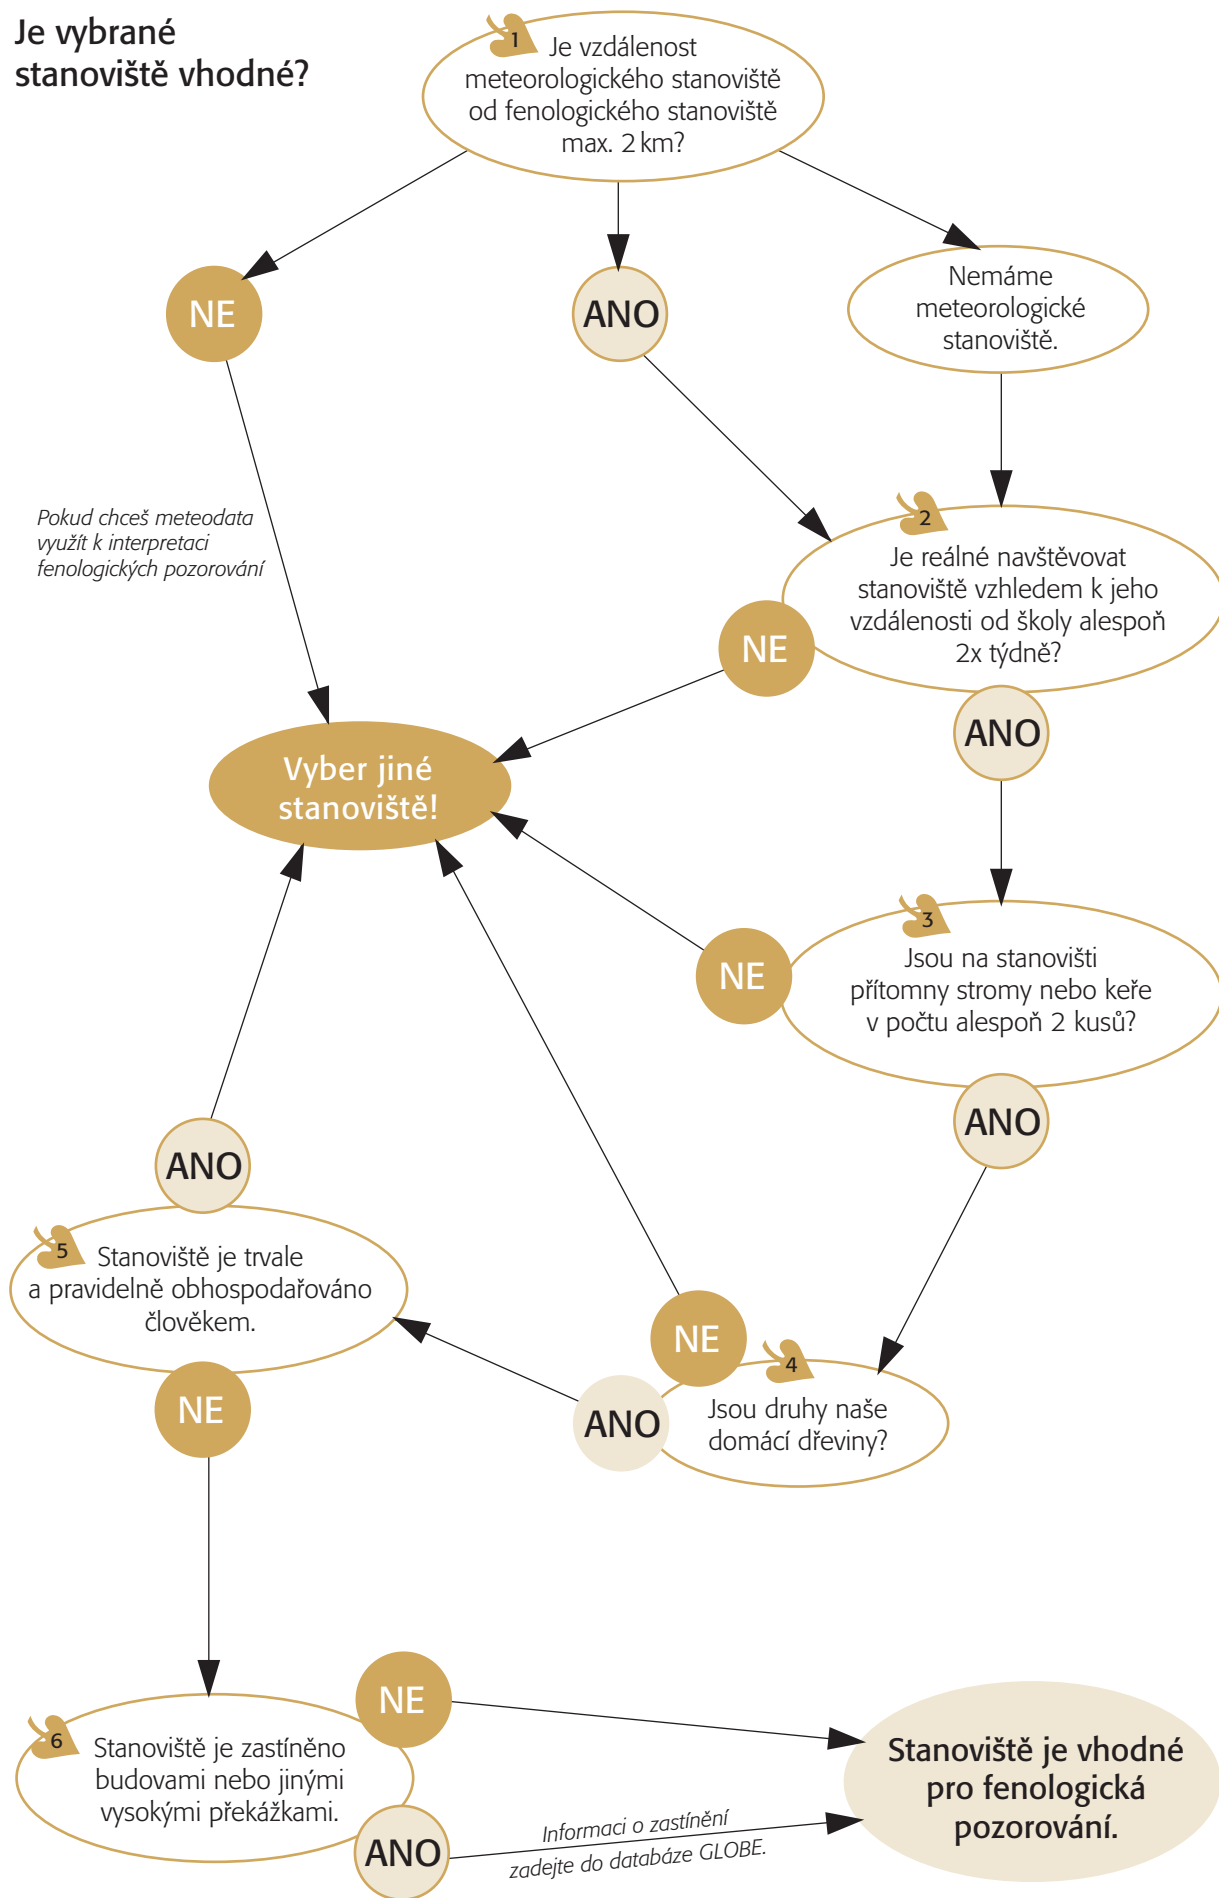 Je vybrané
stanoviště vhodné?
1
Je vzdálenost
meteorologického stanoviště
od fenologického stanoviště
max. 2 km?
NE
ANO
Nemáme
meteorologické
stanoviště.
Pokud chceš meteodata
využít k interpretaci
fenologických pozorování
2
Je reálné navštěvovat
stanoviště vzhledem k jeho
vzdálenosti od školy alespoň
2x týdně?
NE
ANO
Vyber jiné
stanoviště!
3
Jsou na stanovišti
přítomny stromy nebo keře
v počtu alespoň 2 kusů?
NE
ANO
4
Jsou druhy naše
domácí dřeviny?
NE
ANO
ANO
5
Stanoviště je trvale
a pravidelně obhospodařováno
člověkem.
NE
6
Stanoviště je zastíněno
budovami nebo jinými
vysokými překážkami.
NE
ANO
Informaci o zastínění
zadejte do databáze GLOBE.
Stanoviště je vhodné
pro fenologická
pozorování.